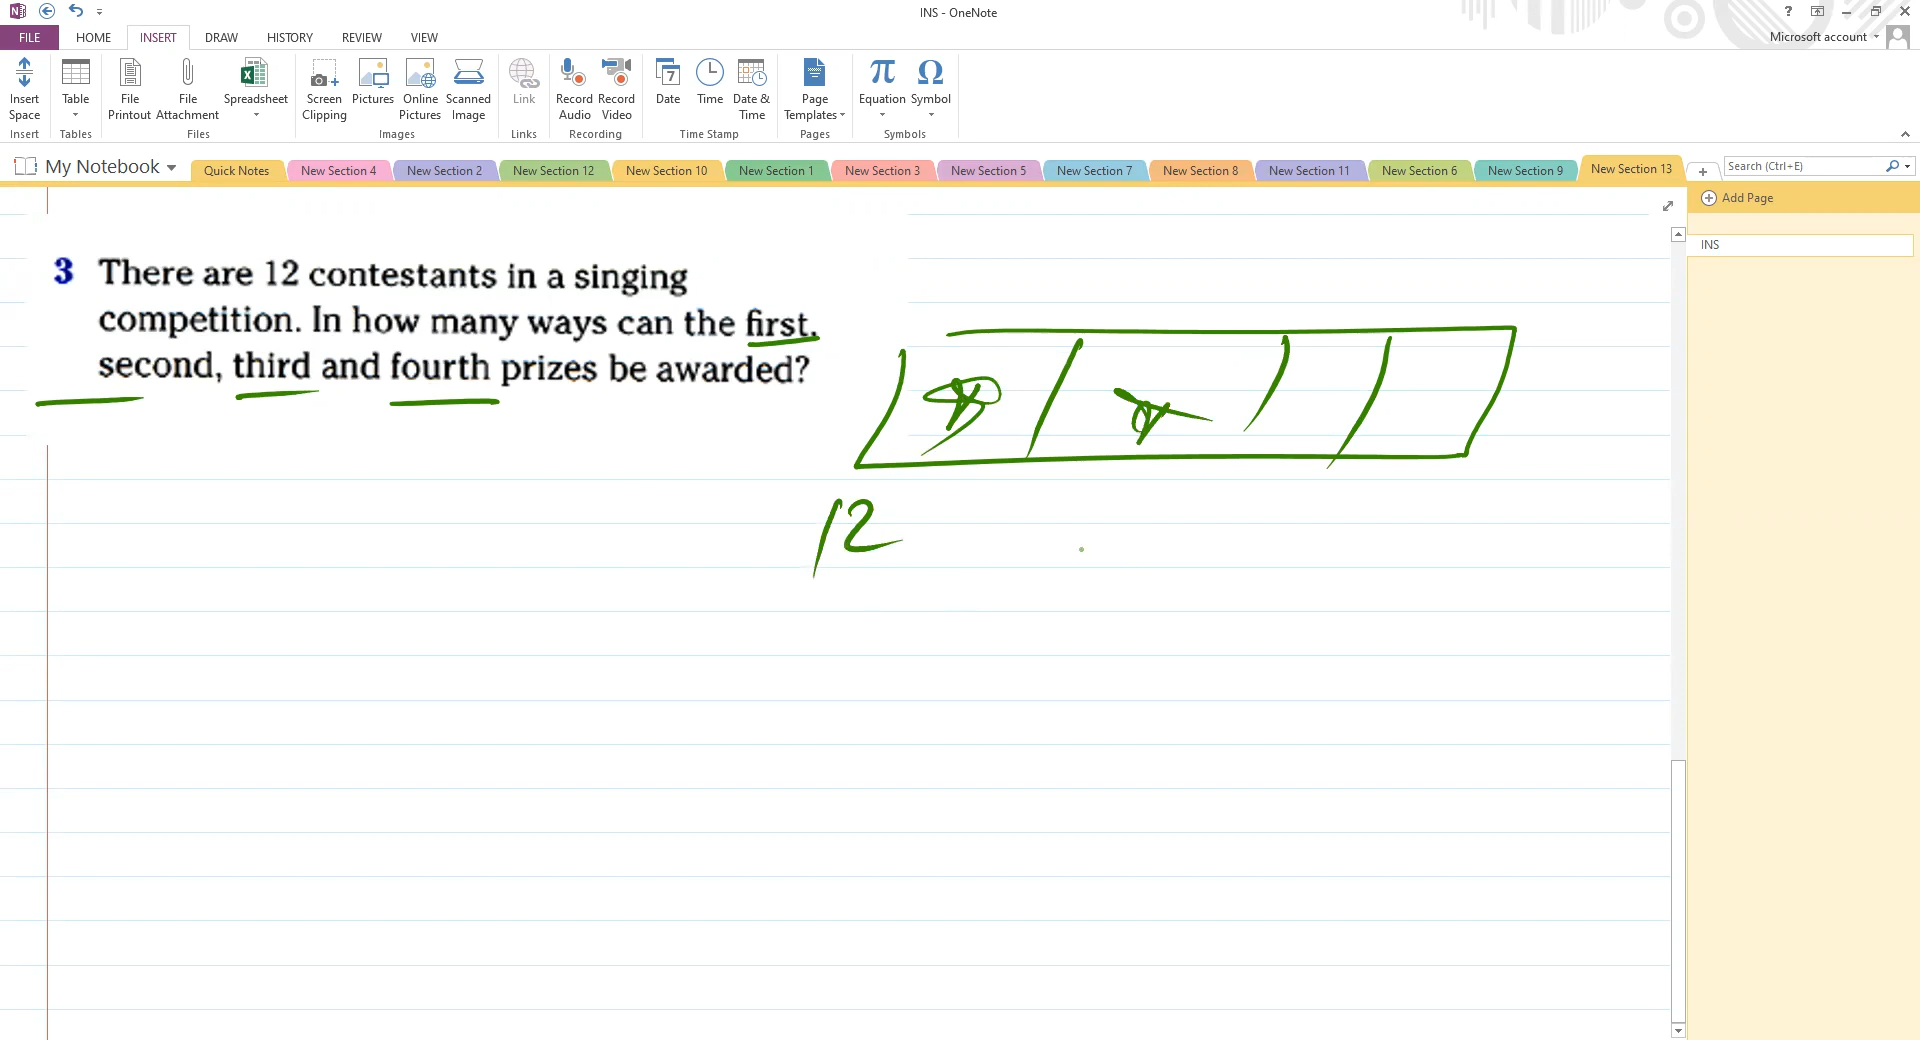 INS - OneNote
?
FILE HOME INSERT DRAW HISTORY REVIEW VIEW
Microsoft account
Insert Space
Table
File Printout
File Attachment
Spreadsheet
Screen Clipping
Pictures
Online Pictures
Scanned Image
Link
Record Audio
Record Video
7
Date
Time
Date & Time
Page Templates
π
Equation
Ω
Symbol
Insert Tables Files Images Links Recording Time Stamp Pages Symbols
My Notebook
Quick Notes New Section 4 New Section 2 New Section 12 New Section 10 New Section 1 New Section 3 New Section 5 New Section 7 New Section 8 New Section 11 New Section 6 New Section 9 New Section 13
Search (Ctrl+E)
Add Page
INS
3 There are 12 contestants in a singing
competition. In how many ways can the first,
second, third and fourth prizes be awarded?
12